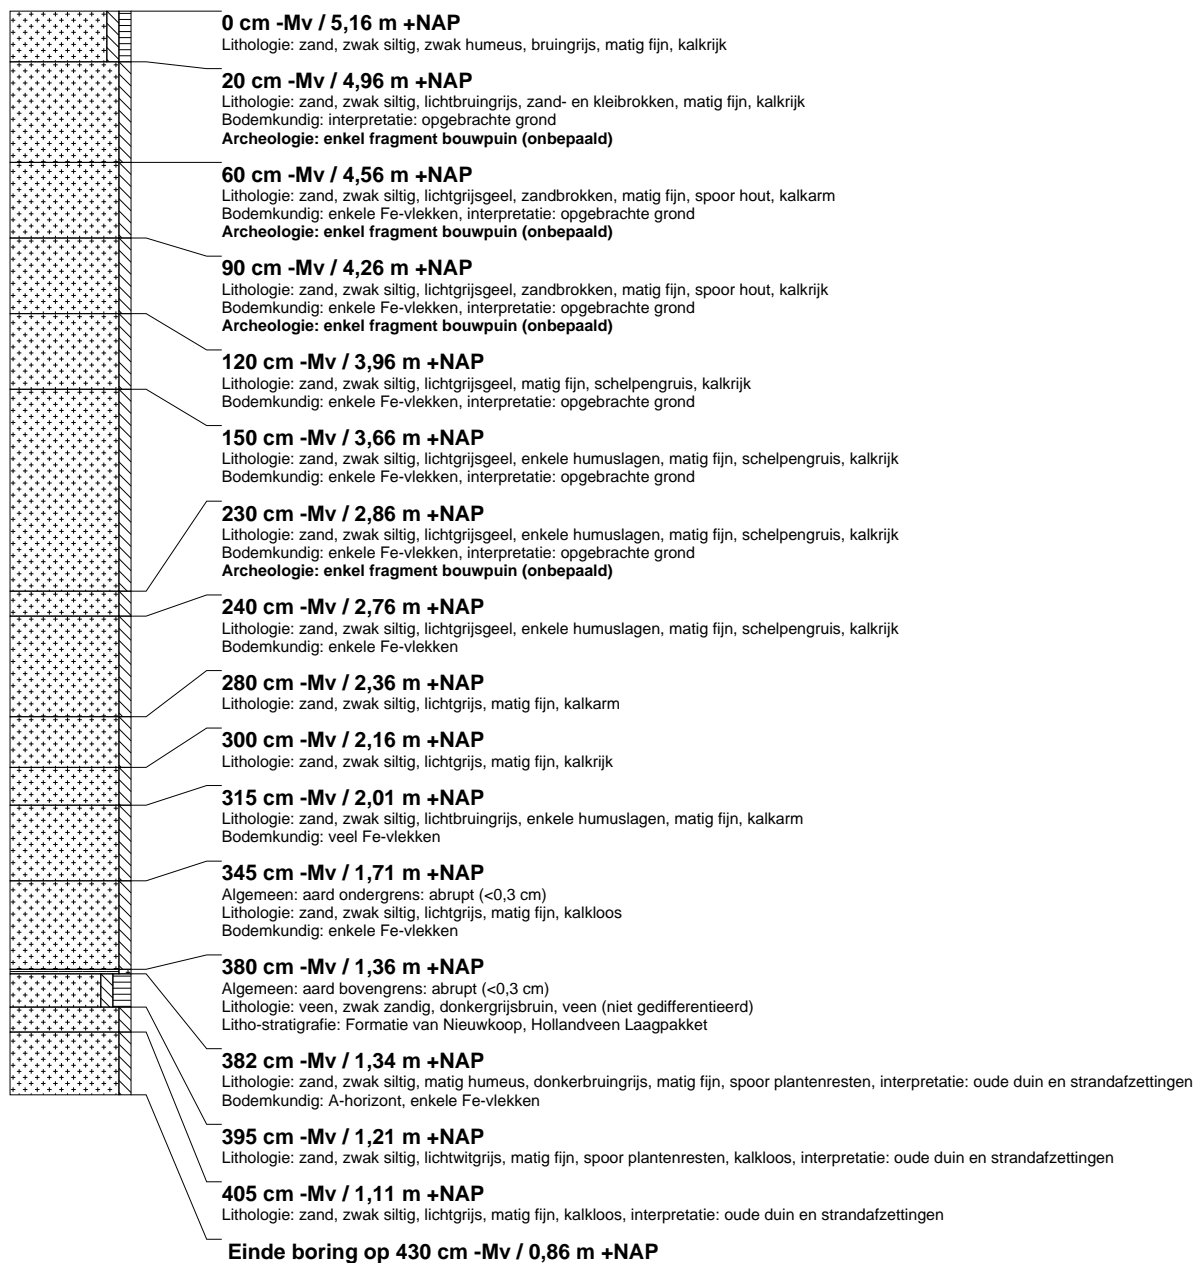 0 cm -Mv / 5,16 m +NAP
Lithologie: zand, zwak siltig, zwak humeus, bruingrijs, matig fijn, kalkrijk
20 cm -Mv / 4,96 m +NAP
Lithologie: zand, zwak siltig, lichtbruingrijs, zand- en kleibrokken, matig fijn, kalkrijk
Bodemkundig: interpretatie: opgebrachte grond
Archeologie: enkel fragment bouwpuin (onbepaald)
60 cm -Mv / 4,56 m +NAP
Lithologie: zand, zwak siltig, lichtgrijsgeel, zandbrokken, matig fijn, spoor hout, kalkarm
Bodemkundig: enkele Fe-vlekken, interpretatie: opgebrachte grond
Archeologie: enkel fragment bouwpuin (onbepaald)
90 cm -Mv / 4,26 m +NAP
Lithologie: zand, zwak siltig, lichtgrijsgeel, zandbrokken, matig fijn, spoor hout, kalkrijk
Bodemkundig: enkele Fe-vlekken, interpretatie: opgebrachte grond
Archeologie: enkel fragment bouwpuin (onbepaald)
120 cm -Mv / 3,96 m +NAP
Lithologie: zand, zwak siltig, lichtgrijsgeel, matig fijn, schelpengruis, kalkrijk
Bodemkundig: enkele Fe-vlekken, interpretatie: opgebrachte grond
150 cm -Mv / 3,66 m +NAP
Lithologie: zand, zwak siltig, lichtgrijsgeel, enkele humuslagen, matig fijn, schelpengruis, kalkrijk
Bodemkundig: enkele Fe-vlekken, interpretatie: opgebrachte grond
230 cm -Mv / 2,86 m +NAP
Lithologie: zand, zwak siltig, lichtgrijsgeel, enkele humuslagen, matig fijn, schelpengruis, kalkrijk
Bodemkundig: enkele Fe-vlekken, interpretatie: opgebrachte grond
Archeologie: enkel fragment bouwpuin (onbepaald)
240 cm -Mv / 2,76 m +NAP
Lithologie: zand, zwak siltig, lichtgrijsgeel, enkele humuslagen, matig fijn, schelpengruis, kalkrijk
Bodemkundig: enkele Fe-vlekken
280 cm -Mv / 2,36 m +NAP
Lithologie: zand, zwak siltig, lichtgrijs, matig fijn, kalkarm
300 cm -Mv / 2,16 m +NAP
Lithologie: zand, zwak siltig, lichtgrijs, matig fijn, kalkrijk
315 cm -Mv / 2,01 m +NAP
Lithologie: zand, zwak siltig, lichtbruingrijs, enkele humuslagen, matig fijn, kalkarm
Bodemkundig: veel Fe-vlekken
345 cm -Mv / 1,71 m +NAP
Algemeen: aard ondergrens: abrupt (<0,3 cm)
Lithologie: zand, zwak siltig, lichtgrijs, matig fijn, kalkloos
Bodemkundig: enkele Fe-vlekken
380 cm -Mv / 1,36 m +NAP
Algemeen: aard bovengrens: abrupt (<0,3 cm)
Lithologie: veen, zwak zandig, donkergrijsbruin, veen (niet gedifferentieerd)
Litho-stratigrafie: Formatie van Nieuwkoop, Hollandveen Laagpakket
382 cm -Mv / 1,34 m +NAP
Lithologie: zand, zwak siltig, matig humeus, donkerbruingrijs, matig fijn, spoor plantenresten, interpretatie: oude duin en strandafzettingen
Bodemkundig: A-horizont, enkele Fe-vlekken
395 cm -Mv / 1,21 m +NAP
Lithologie: zand, zwak siltig, lichtwitgrijs, matig fijn, spoor plantenresten, kalkloos, interpretatie: oude duin en strandafzettingen
405 cm -Mv / 1,11 m +NAP
Lithologie: zand, zwak siltig, lichtgrijs, matig fijn, kalkloos, interpretatie: oude duin en strandafzettingen
Einde boring op 430 cm -Mv / 0,86 m +NAP